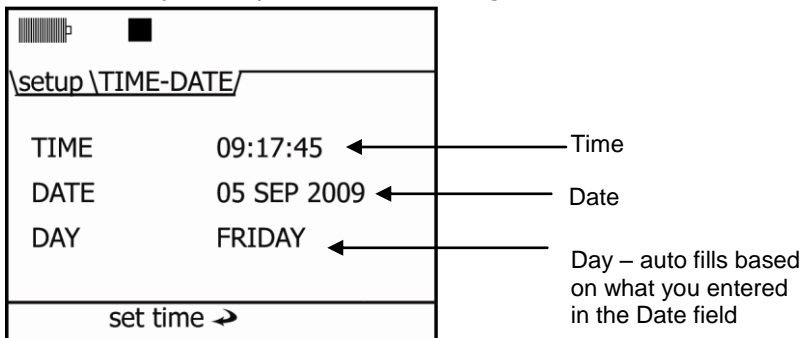 \setup\TIME-DATE/
TIME 09:17:45
Time
DATE 05 SEP 2009
Date
DAY FRIDAY
Day – auto fills based
on what you entered
in the Date field
set time